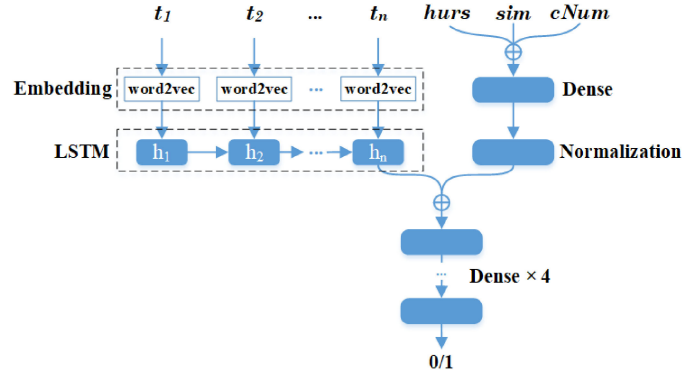 t1 t2 ... tn hurs sim cNum
Embedding word2vec word2vec ... word2vec Dense
LSTM h1 h2 ... hn Normalization
... Dense × 4
0/1